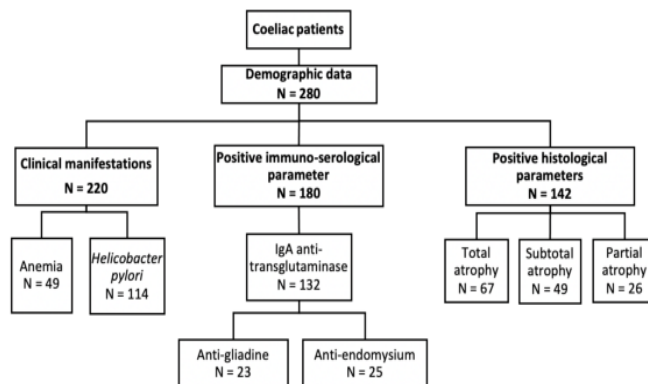 Coeliac patients
Demographic data
N = 280
Clinical manifestations
N = 220
Positive immuno-serological
parameter
N = 180
Positive histological
parameters
N = 142
Anemia
N = 49
Helicobacter
pylori
N = 114
IgA anti-
transglutaminase
N = 132
Total
atrophy
N = 67
Subtotal
atrophy
N = 49
Partial
atrophy
N = 26
Anti-gliadine
N = 23
Anti-endomysium
N = 25